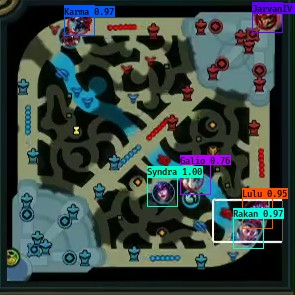 Karma 0.97
JarvanIV
Galio 0.76
Syndra 1.00
Lulu 0.95
Rakan 0.97